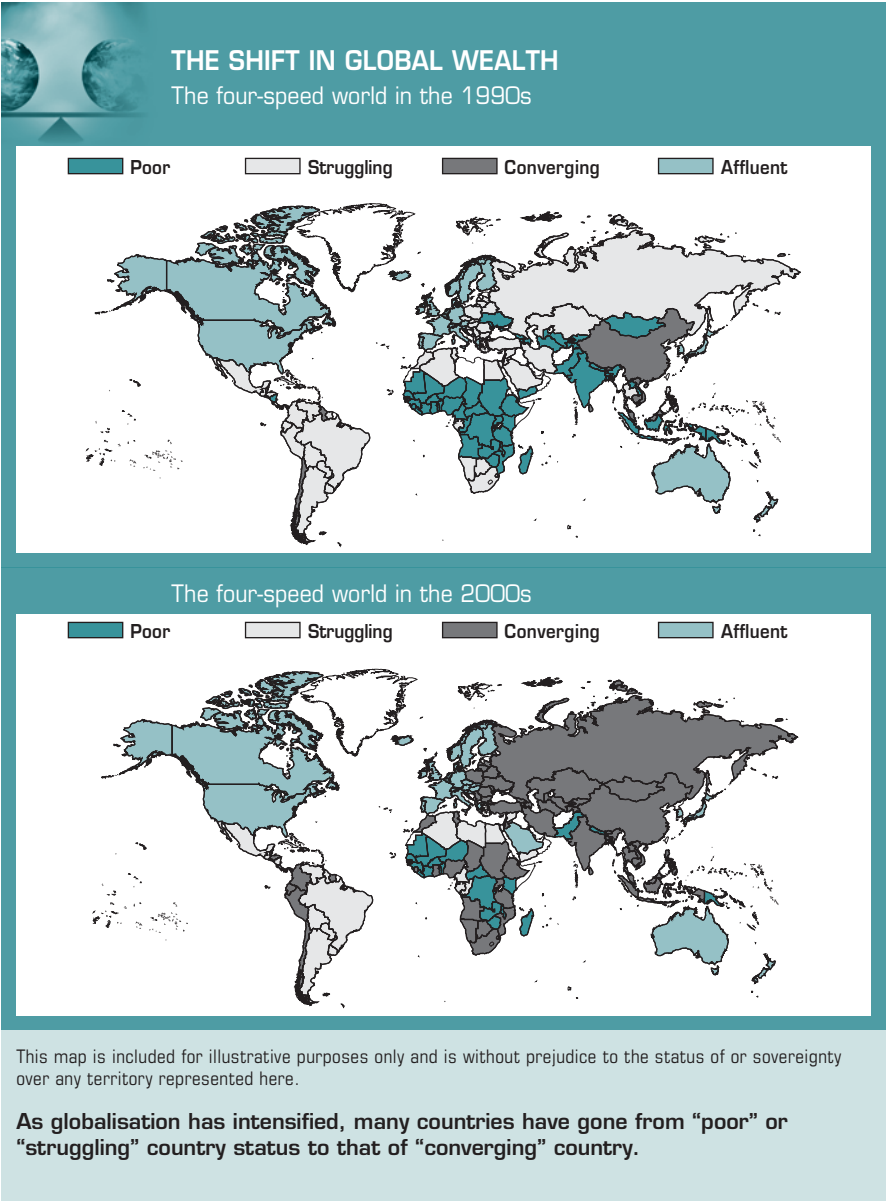 THE SHIFT IN GLOBAL WEALTH
The four-speed world in the 1990s
Poor Struggling Converging Affluent
The four-speed world in the 2000s
Poor Struggling Converging Affluent
This map is included for illustrative purposes only and is without prejudice to the status of or sovereignty
over any territory represented here.
As globalisation has intensified, many countries have gone from “poor” or
“struggling” country status to that of “converging” country.